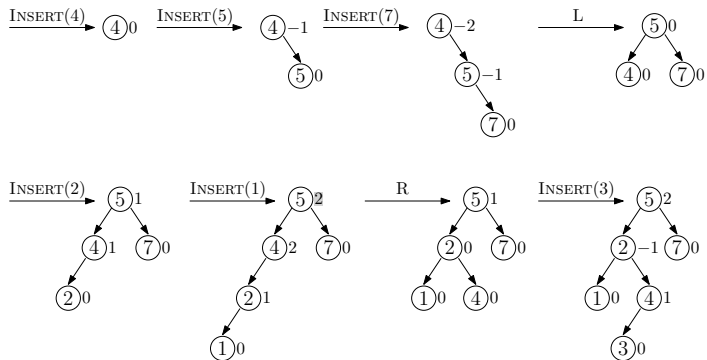 INSERT(4) 4 0 INSERT(5) 4 −1 INSERT(7) 4 −2 L 5 0
5 0 5 −1 4 0 7 0
7 0
INSERT(2) 5 1 INSERT(1) 5 2 R 5 1 INSERT(3) 5 2
4 1 7 0 4 2 7 0 2 0 7 0 2 −1 7 0
2 0 2 1 1 0 4 0 1 0 4 1
1 0 3 0